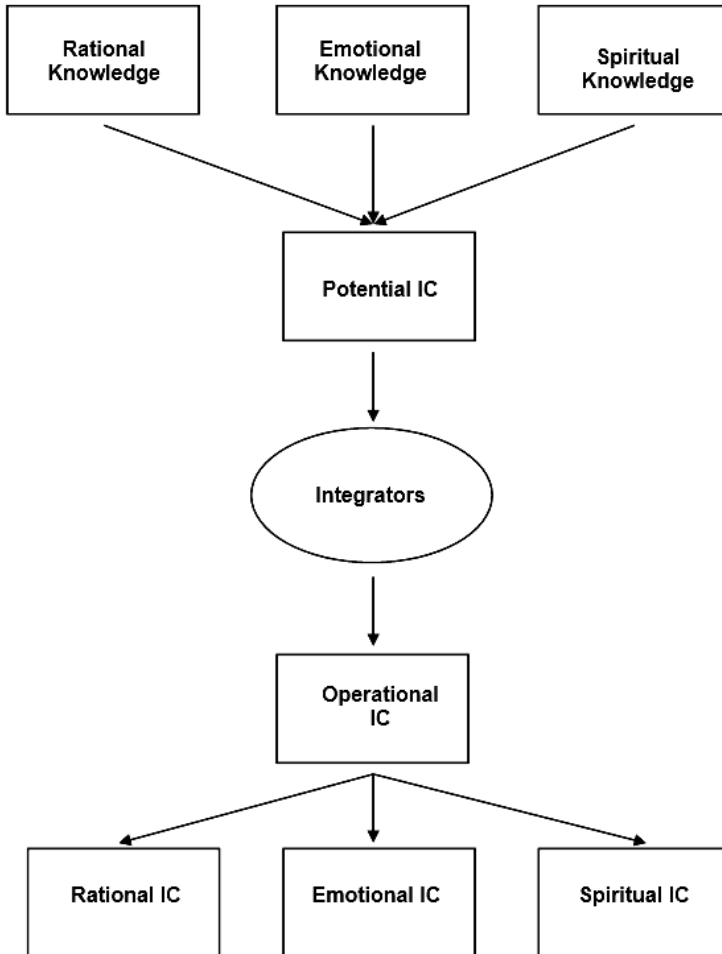 Rational
Knowledge
Emotional
Knowledge
Spiritual
Knowledge
Potential IC
Integrators
Operational
IC
Rational IC
Emotional IC
Spiritual IC